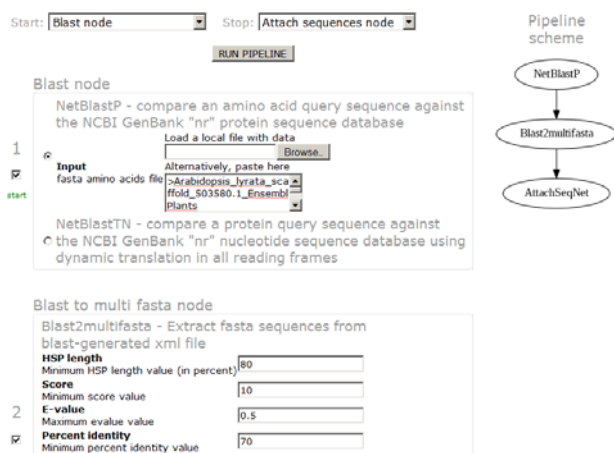 Start: Blast node Stop: Attach sequences node
RUN PIPELINE
Pipeline
scheme
NetBlastP
Blast2multifasta
AttachSeqNet
Blast node
NetBlastP - compare an amino acid query sequence against
the NCBI GenBank "nr" protein sequence database
Load a local file with data
Browse..
1
Input
fasta amino acids file
Alternatively, paste here
>Arabidopsis_lyrata_sca
ffold_503580.1_Ensembl
Plants
start
NetBlastTN - compare a protein query sequence against
the NCBI GenBank "nr" nucleotide sequence database using
dynamic translation in all reading frames
Blast to multi fasta node
Blast2multifasta - Extract fasta sequences from
blast-generated xml file
HSP length
Minimum HSP length value (in percent) 80
Score
Minimum score value 10
2
E-value
Maximum evalue value 0.5
Percent identity
Minimum percent identity value 70